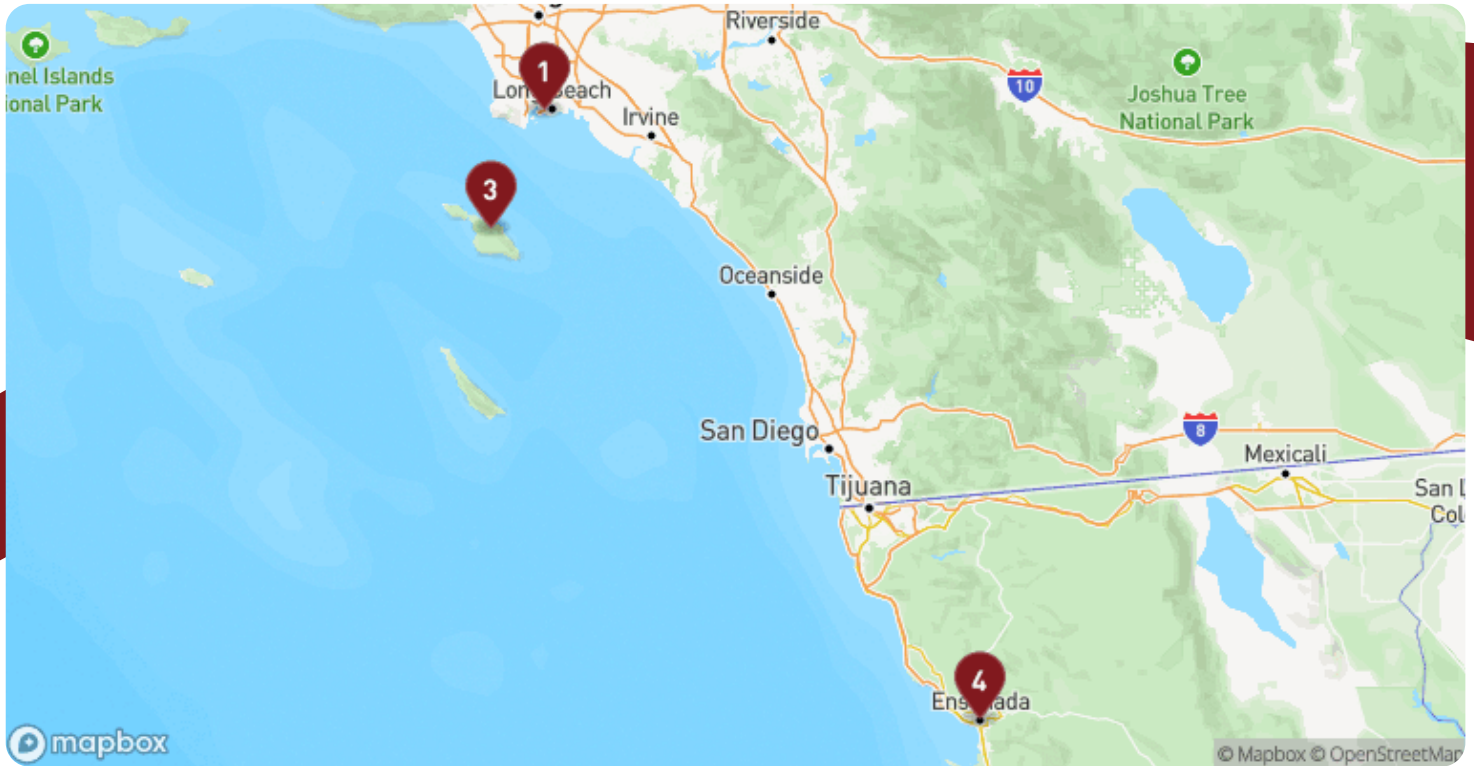 Riverside
1
nel Islands
ional Park
Long Beach
10
Joshua Tree
National Park
Irvine
3
Oceanside
San Diego
8
Mexicali
Tijuana
San L
Col
4
Ensenada
mapbox
© Mapbox © OpenStreetMap